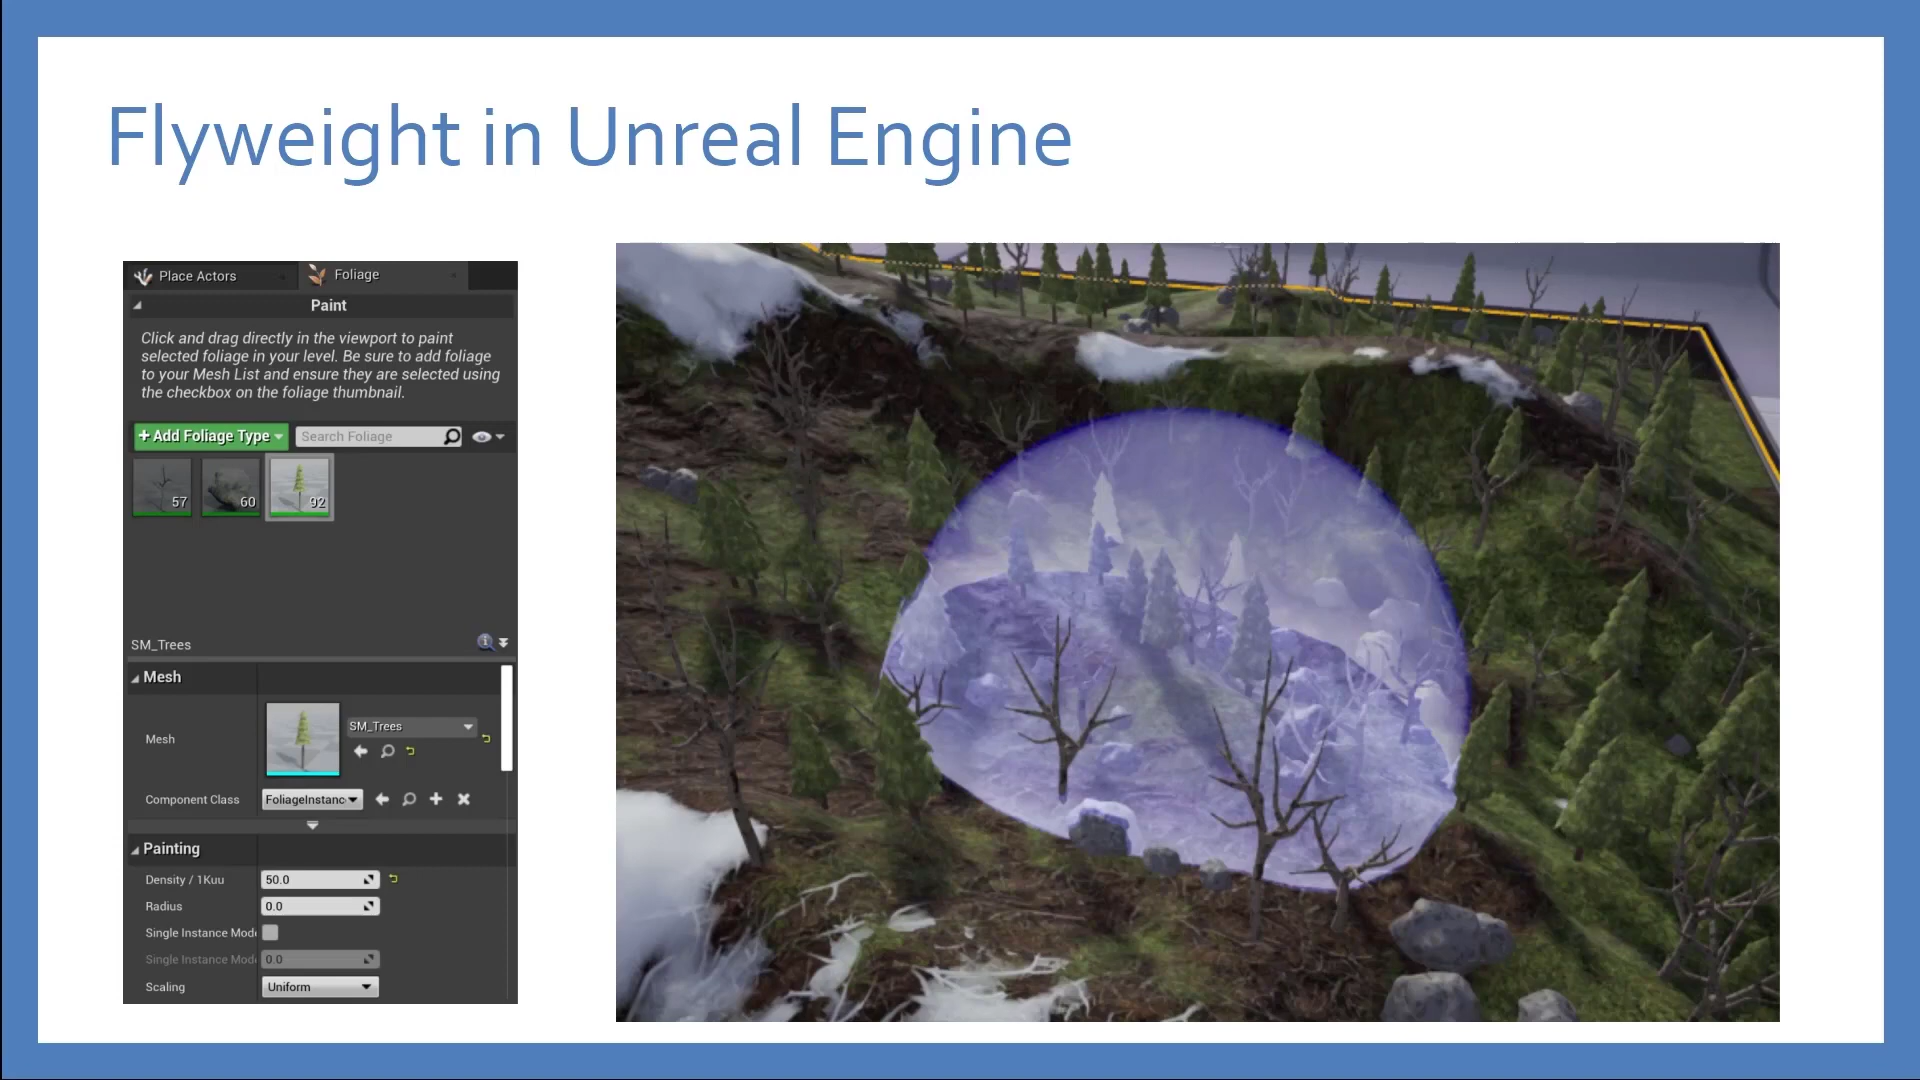 Flyweight in Unreal Engine
Place Actors
Foliage
Paint
Click and drag directly in the viewport to paint
selected foliage in your level. Be sure to add foliage
to your Mesh List and ensure they are selected using
the checkbox on the foliage thumbnail.
+ Add Foliage Type
Search Foliage
57
60
92
SM_Trees
Mesh
Mesh
SM_Trees
Component Class
FoliageInstanc
Painting
Density / 1Kuu
50.0
Radius
0.0
Single Instance Mod
Single Instance Mod
0.0
Scaling
Uniform